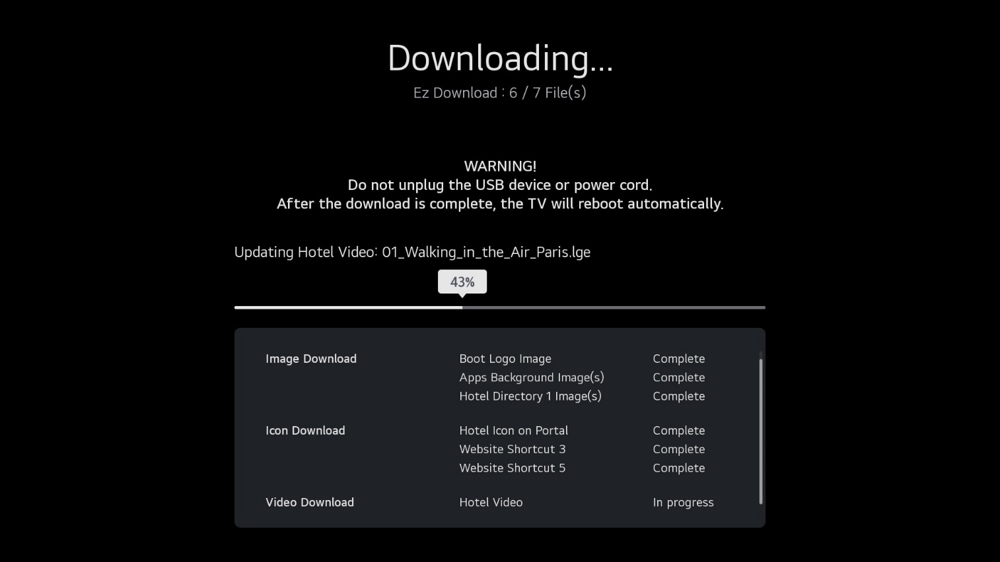 Downloading...
Ez Download : 6 / 7 File(s)
WARNING!
Do not unplug the USB device or power cord.
After the download is complete, the TV will reboot automatically.
Updating Hotel Video: 01_Walking_in_the_Air_Paris.lge
43%
Image Download Boot Logo Image Complete
Apps Background Image(s) Complete
Hotel Directory 1 Image(s) Complete
Icon Download Hotel Icon on Portal Complete
Website Shortcut 3 Complete
Website Shortcut 5 Complete
Video Download Hotel Video In progress